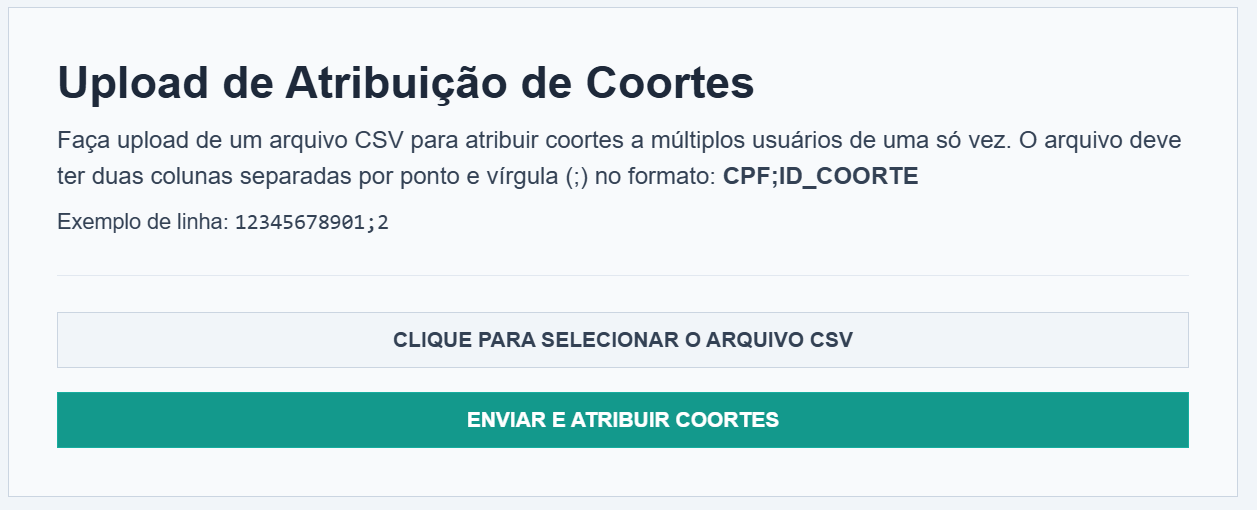 Upload de Atribuição de Coortes
Faça upload de um arquivo CSV para atribuir coortes a múltiplos usuários de uma só vez. O arquivo deve
ter duas colunas separadas por ponto e vírgula (;) no formato: CPF;ID_COORTE
Exemplo de linha: 12345678901;2
CLIQUE PARA SELECIONAR O ARQUIVO CSV
ENVIAR E ATRIBUIR COORTES